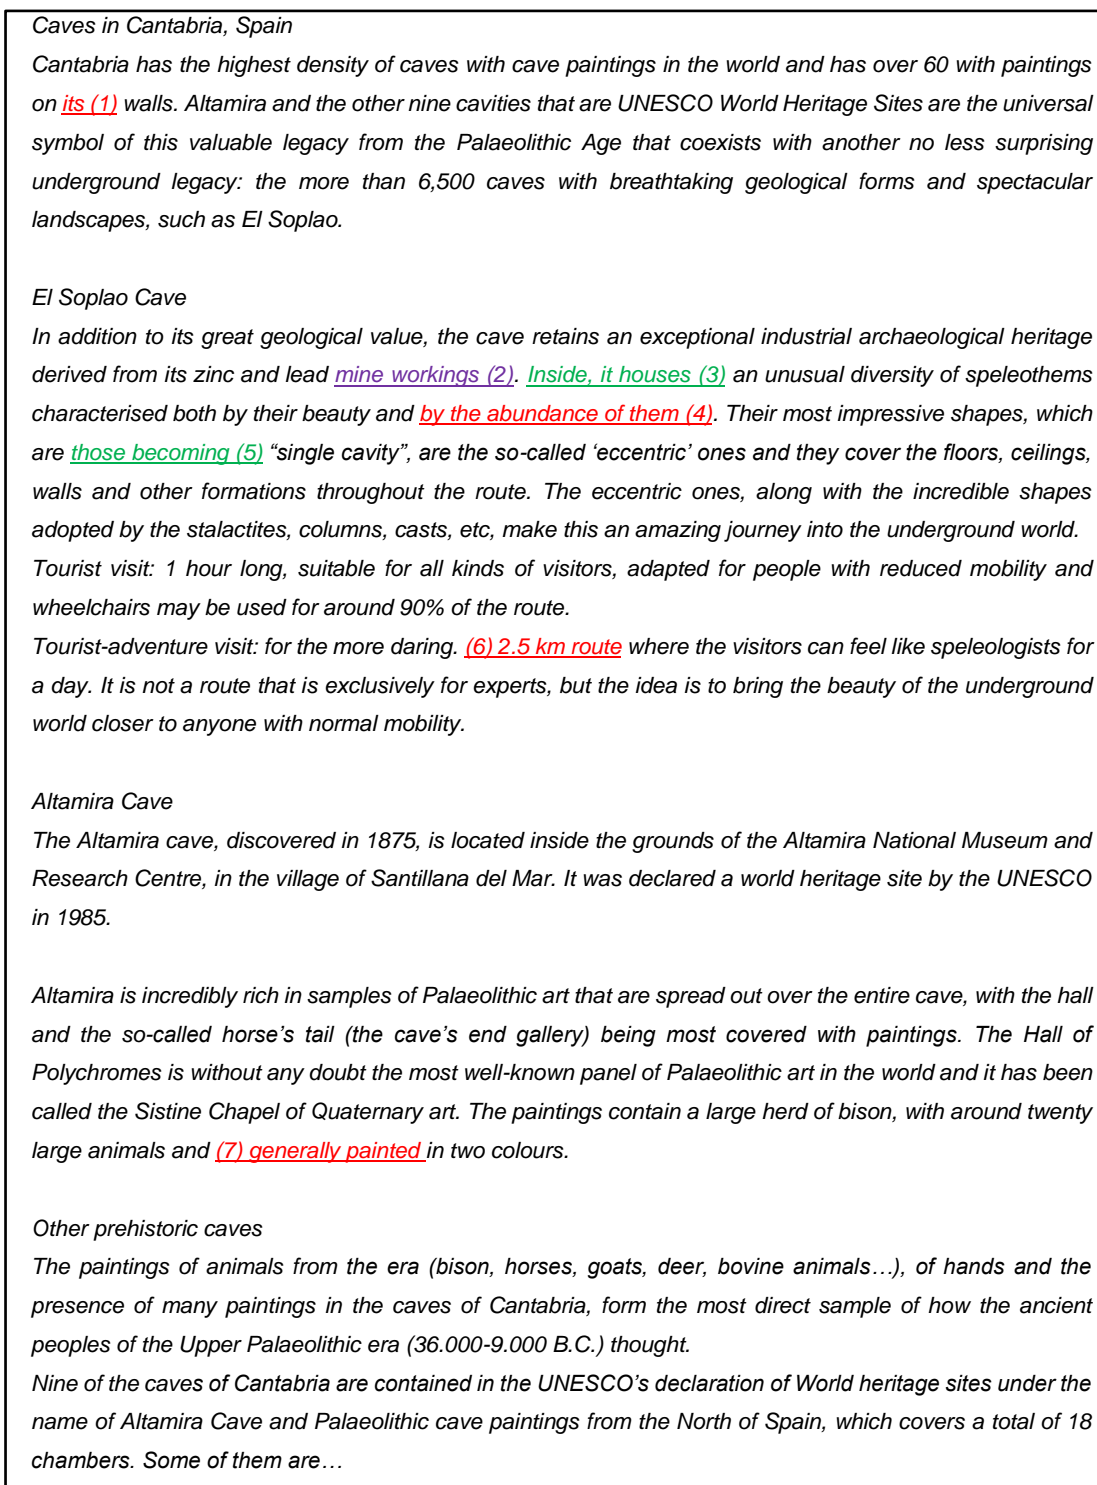 Caves in Cantabria, Spain
Cantabria has the highest density of caves with cave paintings in the world and has over 60 with paintings
on its (1) walls. Altamira and the other nine cavities that are UNESCO World Heritage Sites are the universal
symbol of this valuable legacy from the Palaeolithic Age that coexists with another no less surprising
underground legacy: the more than 6,500 caves with breathtaking geological forms and spectacular
landscapes, such as El Soplao.
El Soplao Cave
In addition to its great geological value, the cave retains an exceptional industrial archaeological heritage
derived from its zinc and lead mine workings (2). Inside, it houses (3) an unusual diversity of speleothems
characterised both by their beauty and by the abundance of them (4). Their most impressive shapes, which
are those becoming (5) “single cavity”, are the so-called ‘eccentric’ ones and they cover the floors, ceilings,
walls and other formations throughout the route. The eccentric ones, along with the incredible shapes
adopted by the stalactites, columns, casts, etc, make this an amazing journey into the underground world.
Tourist visit: 1 hour long, suitable for all kinds of visitors, adapted for people with reduced mobility and
wheelchairs may be used for around 90% of the route.
Tourist-adventure visit: for the more daring. (6) 2.5 km route where the visitors can feel like speleologists for
a day. It is not a route that is exclusively for experts, but the idea is to bring the beauty of the underground
world closer to anyone with normal mobility.
Altamira Cave
The Altamira cave, discovered in 1875, is located inside the grounds of the Altamira National Museum and
Research Centre, in the village of Santillana del Mar. It was declared a world heritage site by the UNESCO
in 1985.
Altamira is incredibly rich in samples of Palaeolithic art that are spread out over the entire cave, with the hall
and the so-called horse’s tail (the cave’s end gallery) being most covered with paintings. The Hall of
Polychromes is without any doubt the most well-known panel of Palaeolithic art in the world and it has been
called the Sistine Chapel of Quaternary art. The paintings contain a large herd of bison, with around twenty
large animals and (7) generally painted in two colours.
Other prehistoric caves
The paintings of animals from the era (bison, horses, goats, deer, bovine animals…), of hands and the
presence of many paintings in the caves of Cantabria, form the most direct sample of how the ancient
peoples of the Upper Palaeolithic era (36.000-9.000 B.C.) thought.
Nine of the caves of Cantabria are contained in the UNESCO’s declaration of World heritage sites under the
name of Altamira Cave and Palaeolithic cave paintings from the North of Spain, which covers a total of 18
chambers. Some of them are…